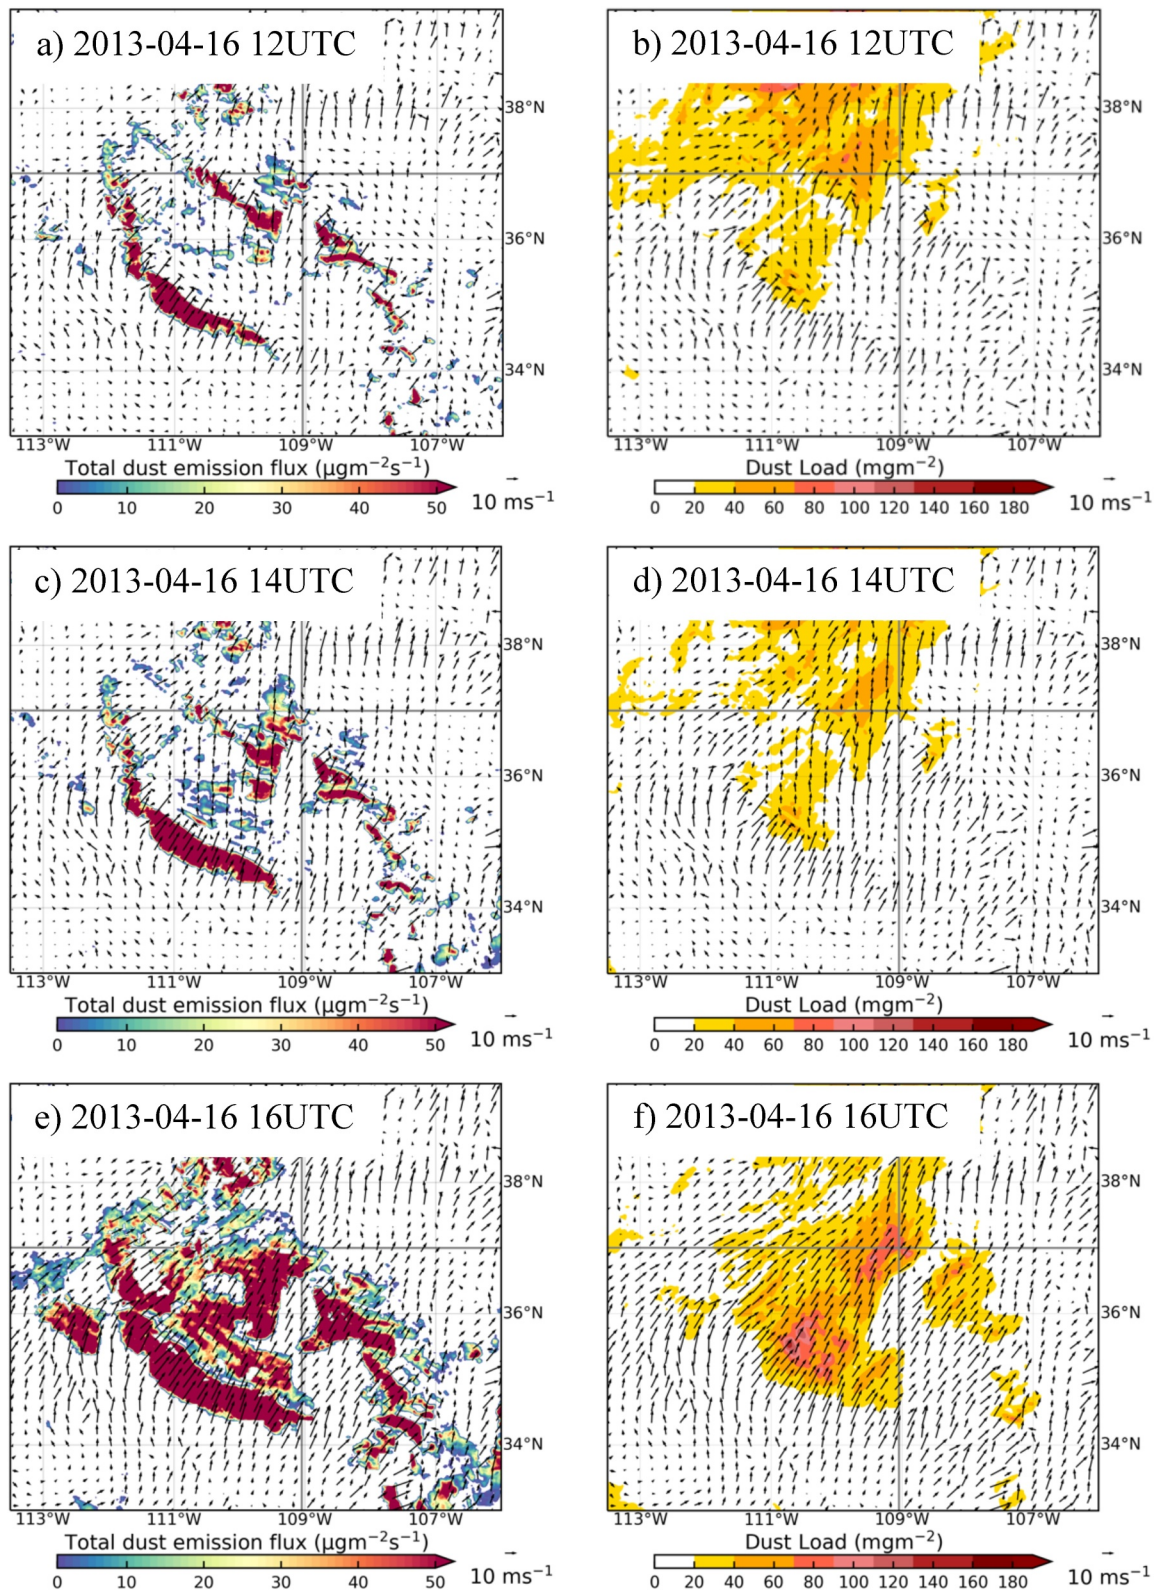 a) 2013-04-16 12UTC
b) 2013-04-16 12UTC
38°N
38°N
36°N
36°N
34°N
34°N
113°W 111°W 109°W 107°W
113°W 111°W 109°W 107°W
Total dust emission flux (μgm⁻²s⁻¹)
Dust Load (mgm⁻²)
0 10 20 30 40 50
10 ms⁻¹
0 20 40 60 80 100 120 140 160 180
10 ms⁻¹
c) 2013-04-16 14UTC
d) 2013-04-16 14UTC
38°N
38°N
36°N
36°N
34°N
34°N
113°W 111°W 109°W 107°W
113°W 111°W 109°W 107°W
Total dust emission flux (μgm⁻²s⁻¹)
Dust Load (mgm⁻²)
0 10 20 30 40 50
10 ms⁻¹
0 20 40 60 80 100 120 140 160 180
10 ms⁻¹
e) 2013-04-16 16UTC
f) 2013-04-16 16UTC
38°N
38°N
36°N
36°N
34°N
34°N
113°W 111°W 109°W 107°W
113°W 111°W 109°W 107°W
Total dust emission flux (μgm⁻²s⁻¹)
Dust Load (mgm⁻²)
0 10 20 30 40 50
10 ms⁻¹
0 20 40 60 80 100 120 140 160 180
10 ms⁻¹